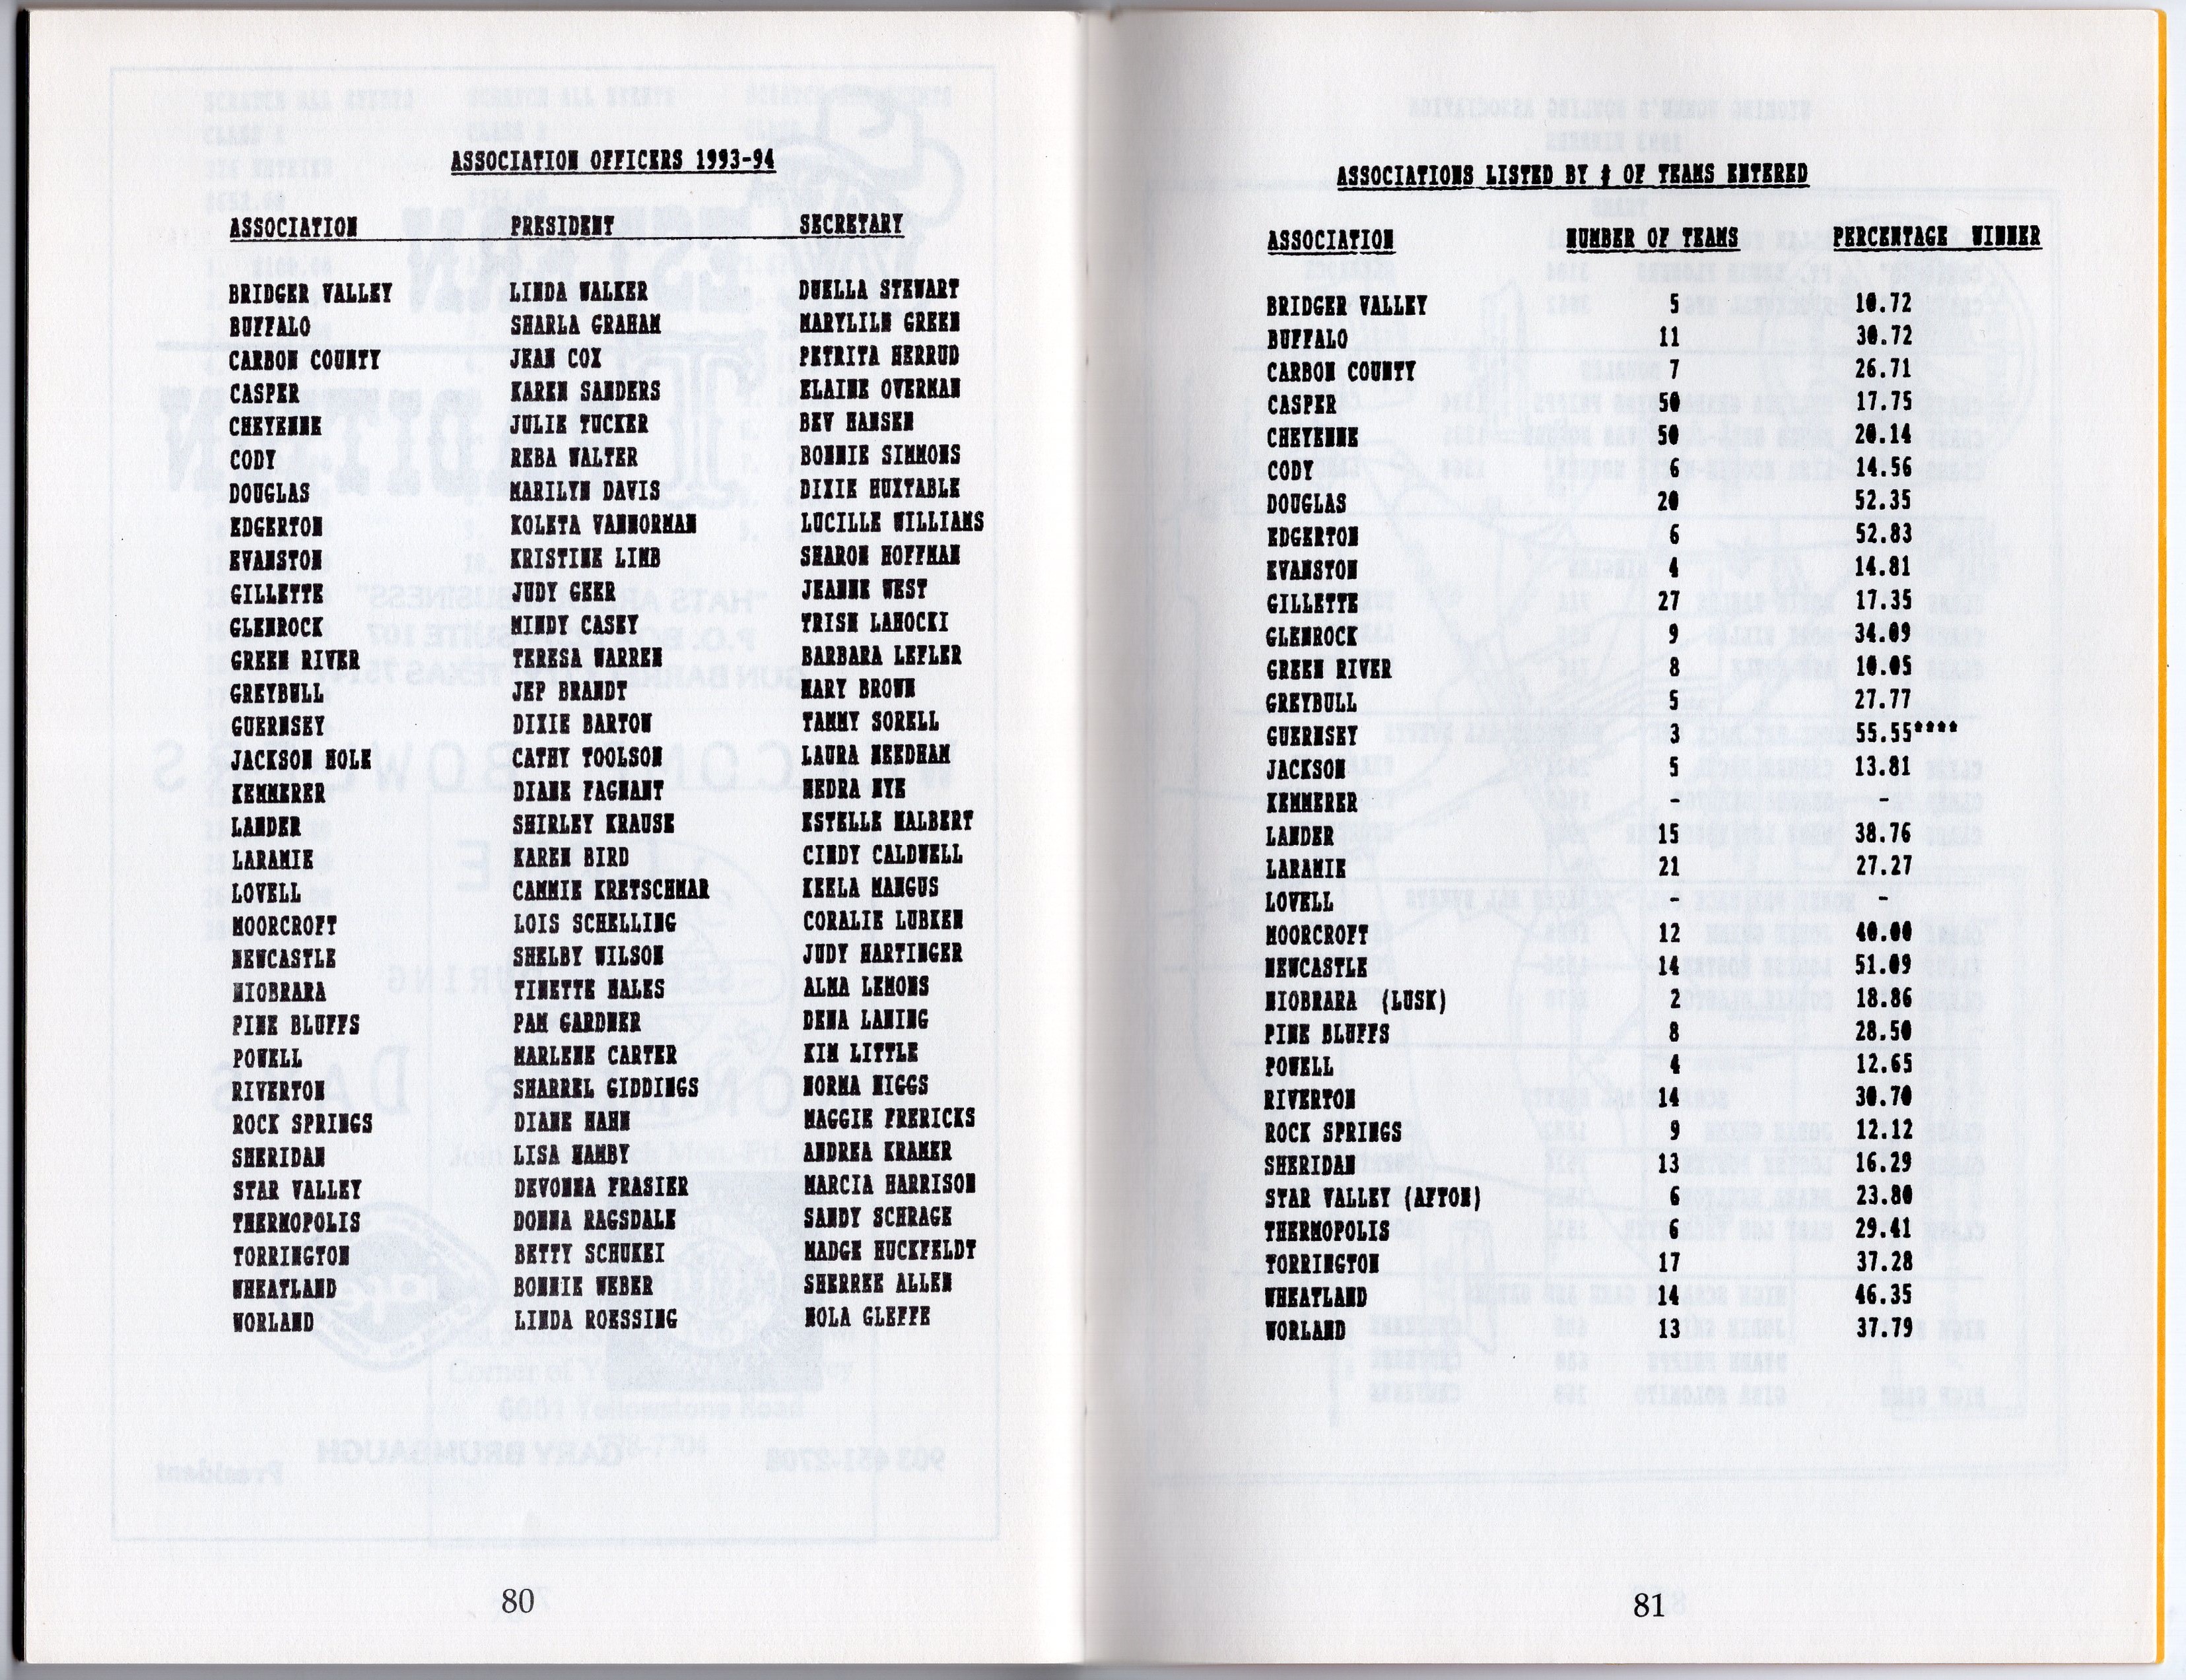 ASSOCIATION OFFICERS 1993-94
ASSOCIATION PRESIDENT SECRETARY
BRIDGER VALLEY LINDA WALKER DUELLA STEWART
BUFFALO SHARLA GRAHAM MARYLILN GREEN
CARBON COUNTY JEAN COX PETRITA HERRUD
CASPER KAREN SANDERS ELAINE OVERMAN
CHEYENNE JULIE TUCKER BEV HANSEN
CODY REBA WALTER BONNIE SIMMONS
DOUGLAS MARILYN DAVIS DIXIE HUXTABLE
EDGERTON KOLETA VANNORMAN LUCILLE WILLIAMS
EVANSTON KRISTINE LIMB SHARON HOFFMAN
GILLETTE JUDY GEER JEANNE WEST
GLENROCK MINDY CASEY TRISH LAHOCKI
GREEN RIVER TERESA WARREN BARBARA LEFLER
GREYBULL JEP BRANDT MARY BROWN
GUERNSEY DIXIE BARTON TAMMY SORELL
JACKSON HOLE CATHY TOOLSON LAURA NEEDHAM
KEMMERER DIANE FAGNANT NEDRA NYE
LANDER SHIRLEY KRAUSE ESTELLE HALBERT
LARAMIE KAREN BIRD CINDY CALDWELL
LOVELL CAMMIE KRETSCHMAR KEELA MANGUS
MOORCROFT LOIS SCHELLING CORALIE LUBKEN
NEWCASTLE SHELBY WILSON JUDY HARTINGER
NIOBRARA TINETTE HALES ALMA LEMONS
PINE BLUFFS PAM GARDNER DENA LANING
POWELL MARLENE CARTER KIM LITTLE
RIVERTON SHARREL GIDDINGS NORMA HIGGS
ROCK SPRINGS DIANE HAHN MAGGIE FRERICKS
SHERIDAN LISA HAMBY ANDREA KRAMER
STAR VALLEY DEVONNA FRASIER MARCIA HARRISON
THERMOPOLIS DONNA RAGSDALE SANDY SCHRAGE
TORRINGTON BETTY SCHUKEI MADGE HUCKFELDT
WHEATLAND BONNIE WEBER SHERREE ALLEN
WORLAND LINDA ROESSING NOLA GLEFFE
80
ASSOCIATIONS LISTED BY # OF TEAMS ENTERED
ASSOCIATION NUMBER OF TEAMS PERCENTAGE WINNER
BRIDGER VALLEY 5 10.72
BUFFALO 11 30.72
CARBON COUNTY 7 26.71
CASPER 50 17.75
CHEYENNE 50 20.14
CODY 6 14.56
DOUGLAS 20 52.35
EDGERTON 6 52.83
EVANSTON 4 14.81
GILLETTE 27 17.35
GLENROCK 9 34.09
GREEN RIVER 8 10.05
GREYBULL 5 27.77
GUERNSEY 3 55.55****
JACKSON 5 13.81
KEMMERER - -
LANDER 15 38.76
LARAMIE 21 27.27
LOVELL - -
MOORCROFT 12 40.00
NEWCASTLE 14 51.09
NIOBRARA (LUSK) 2 18.86
PINE BLUFFS 8 28.50
POWELL 4 12.65
RIVERTON 14 30.70
ROCK SPRINGS 9 12.12
SHERIDAN 13 16.29
STAR VALLEY (AFTON) 6 23.80
THERMOPOLIS 6 29.41
TORRINGTON 17 37.28
WHEATLAND 14 46.35
WORLAND 13 37.79
81